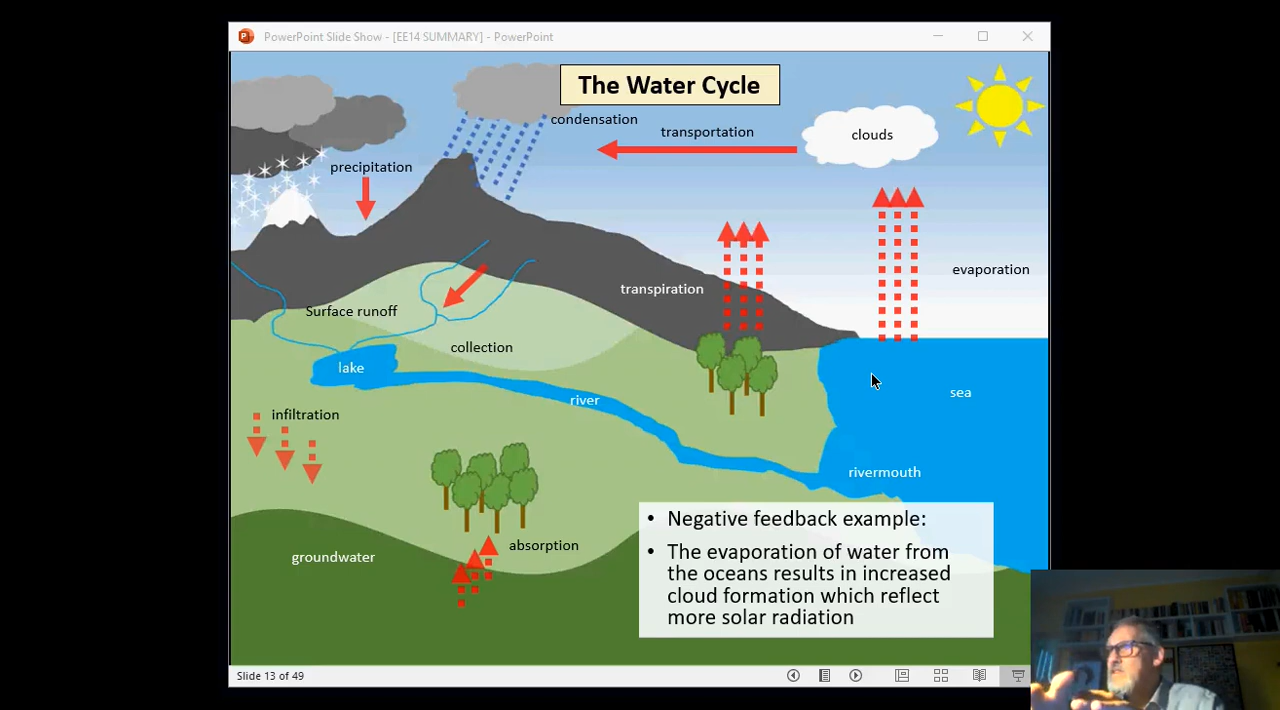 PowerPoint Slide Show - [EE14 SUMMARY] - PowerPoint
The Water Cycle
condensation
transportation
clouds
precipitation
evaporation
transpiration
Surface runoff
collection
lake
river
sea
infiltration
rivermouth
• Negative feedback example:
• The evaporation of water from
the oceans results in increased
cloud formation which reflect
more solar radiation
absorption
groundwater
Slide 13 of 49